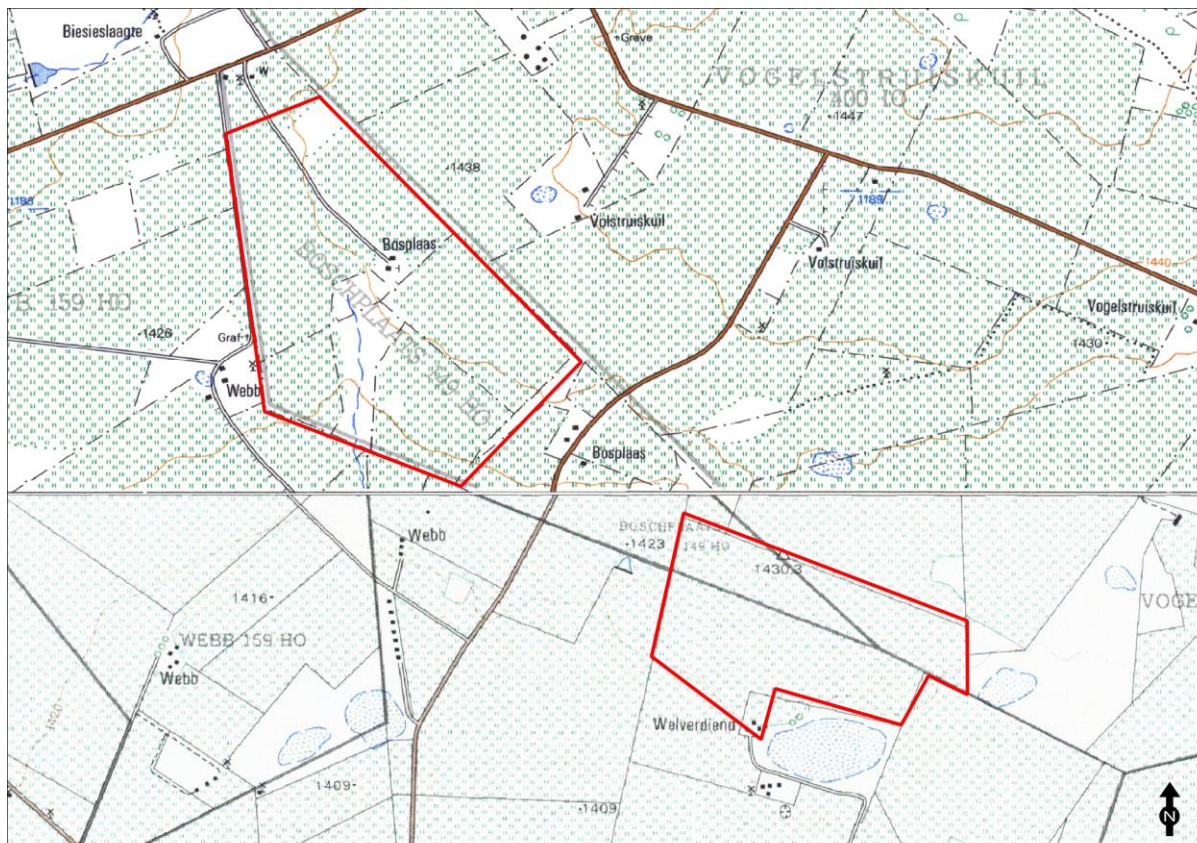 Biesieslaagte
W
Grave
VOGELSTRUISKUIL
400 IQ
1447
1438
1188
1189
Volstruiskuil
Volstruiskuil
Bosplaas
BOSCHPLAATS 149 HO
B 159 HO
1426
Graf
Webb
1440
Vogelstruiskuil
1430
Bosplaas
Webb
BOSCHPLAATS
1423
149 HO
1430.3
1416
WEBB 159 HO
VOGE
Webb
1420
Welverdiend
1409
1409
N